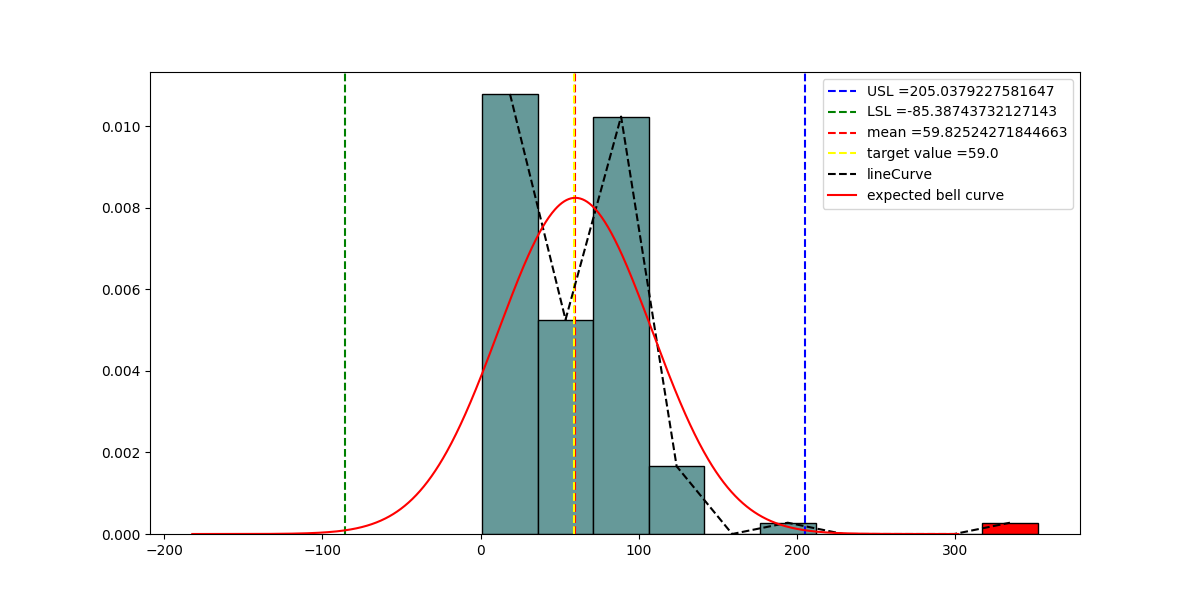 USL =205.0379227581647
LSL =-85.38743732127143
mean =59.82524271844663
target value =59.0
lineCurve
expected bell curve
0.010
0.008
0.006
0.004
0.002
0.000
−200 −100 0 100 200 300